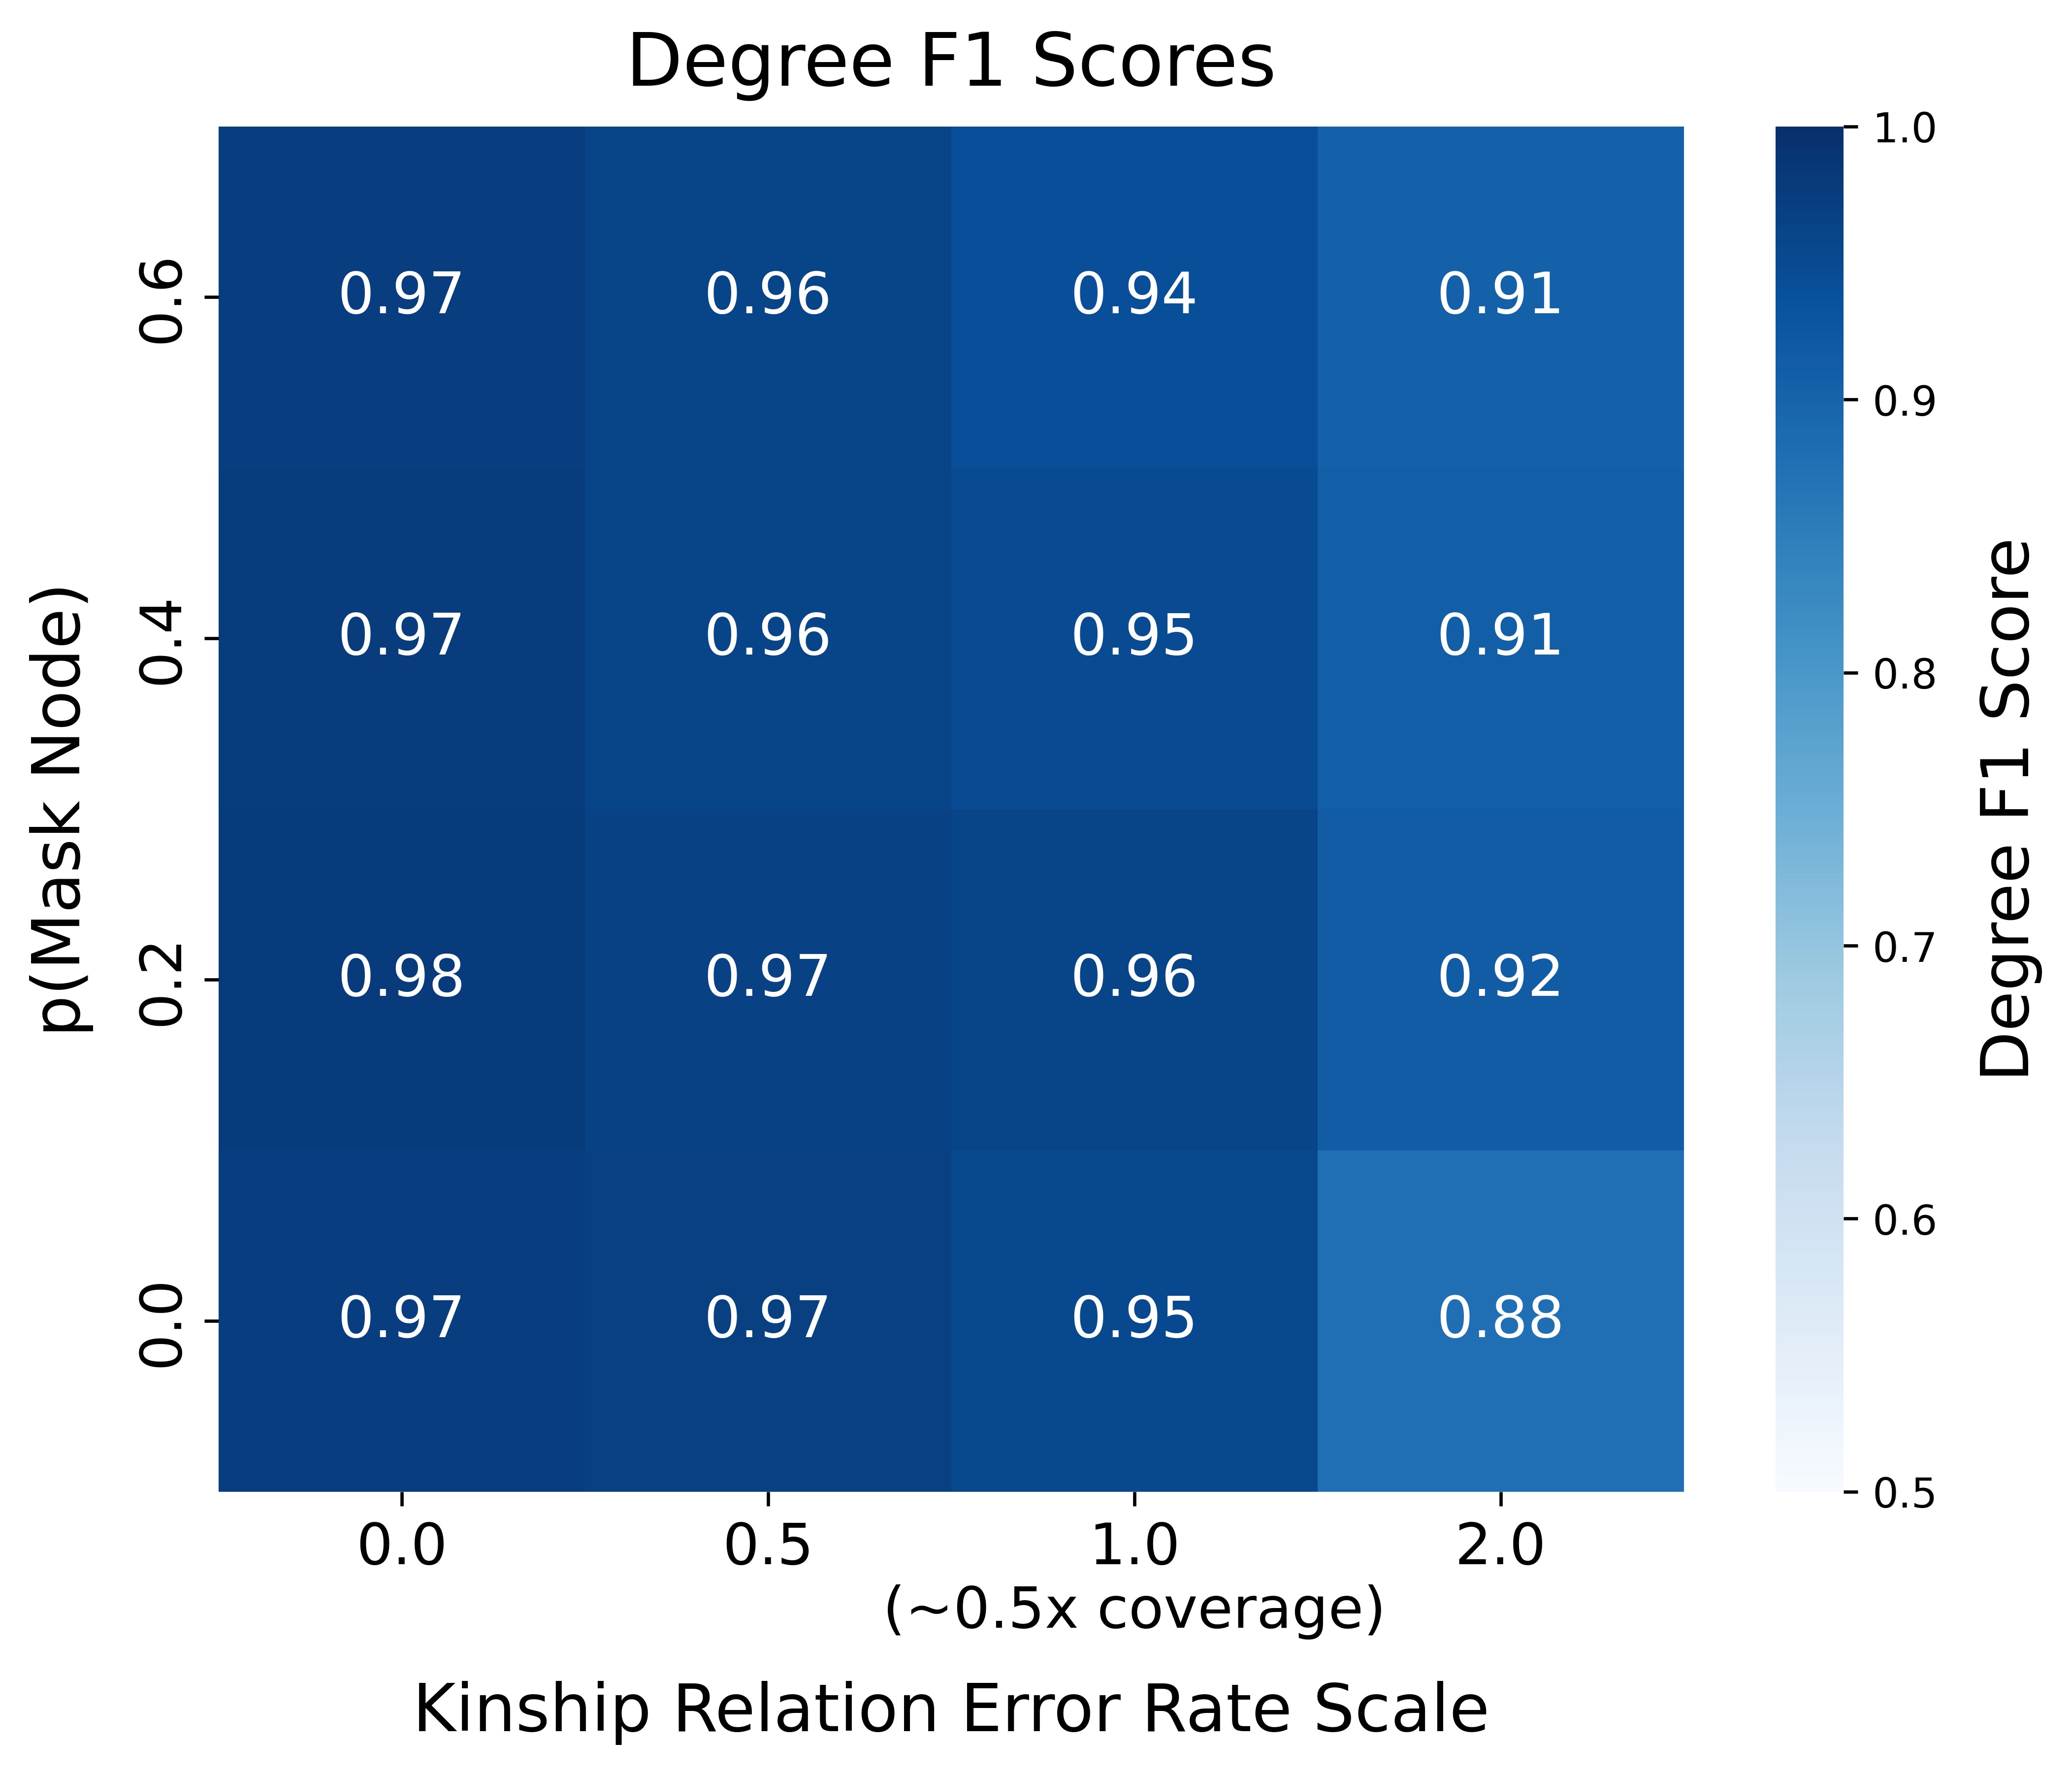 Degree F1 Scores
p(Mask Node)
0.6 0.97 0.96 0.94 0.91
0.4 0.97 0.96 0.95 0.91
0.2 0.98 0.97 0.96 0.92
0.0 0.97 0.97 0.95 0.88
0.0 0.5 1.0 2.0
(~0.5x coverage)
Kinship Relation Error Rate Scale
1.0
0.9
0.8
0.7
0.6
0.5
Degree F1 Score